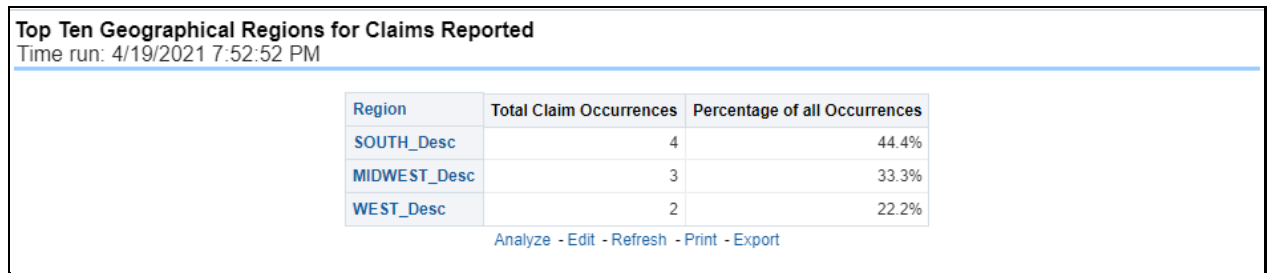 Top Ten Geographical Regions for Claims Reported
Time run: 4/19/2021 7:52:52 PM
Region Total Claim Occurrences Percentage of all Occurrences
SOUTH_Desc 4 44.4%
MIDWEST_Desc 3 33.3%
WEST_Desc 2 22.2%
Analyze - Edit - Refresh - Print - Export